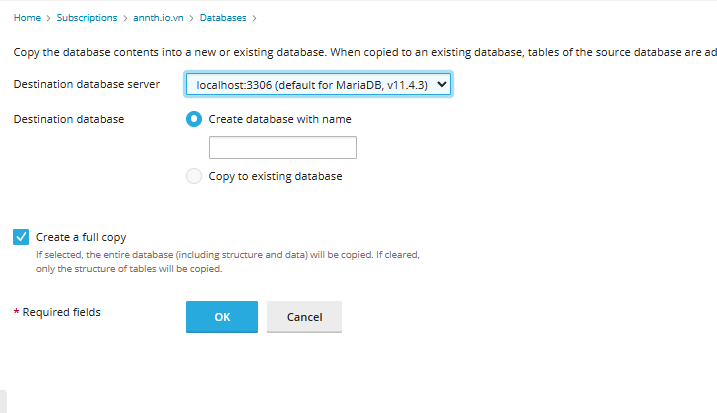 Home > Subscriptions > annth.io.vn > Databases >
Copy the database contents into a new or existing database. When copied to an existing database, tables of the source database are ad
Destination database server localhost:3306 (default for MariaDB, v11.4.3)
Destination database Create database with name
Copy to existing database
Create a full copy
If selected, the entire database (including structure and data) will be copied. If cleared,
only the structure of tables will be copied.
* Required fields OK Cancel